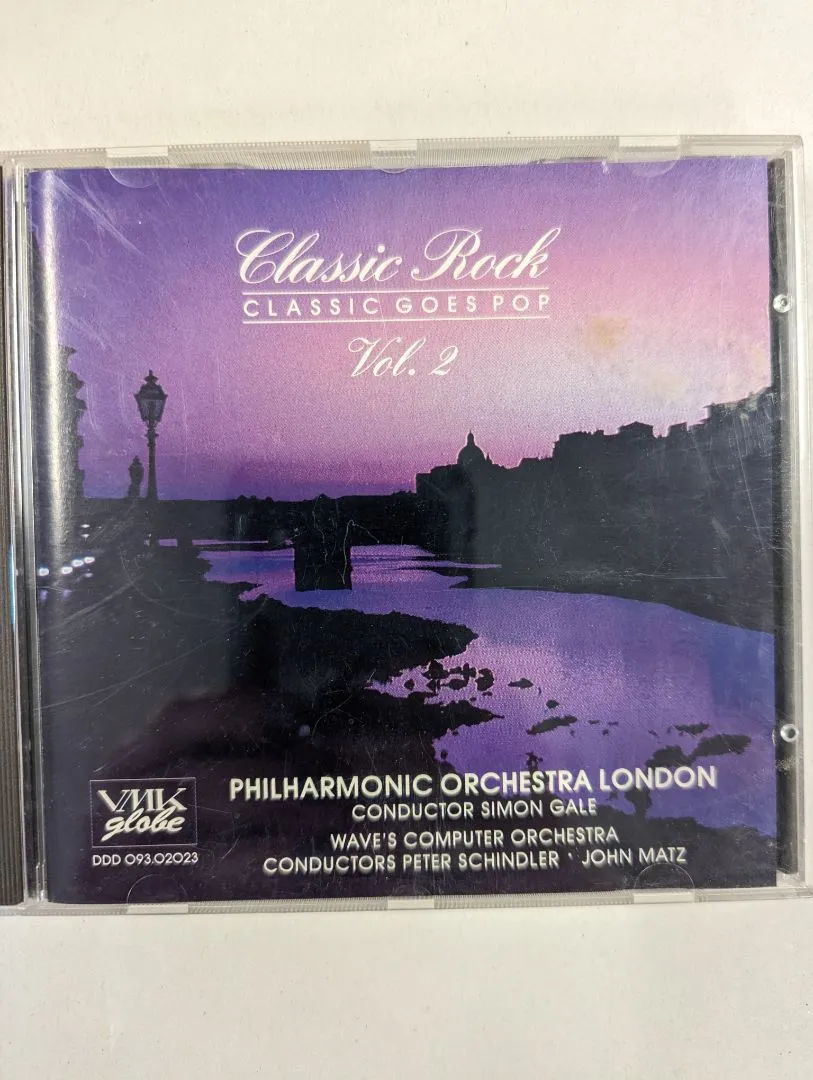 Classic Rock
CLASSIC GOES POP
Vol. 2
PHILHARMONIC ORCHESTRA LONDON
CONDUCTOR SIMON GALE
WAVE'S COMPUTER ORCHESTRA
CONDUCTORS PETER SCHINDLER · JOHN MATZ
VMK
globe
DDD 093.02023